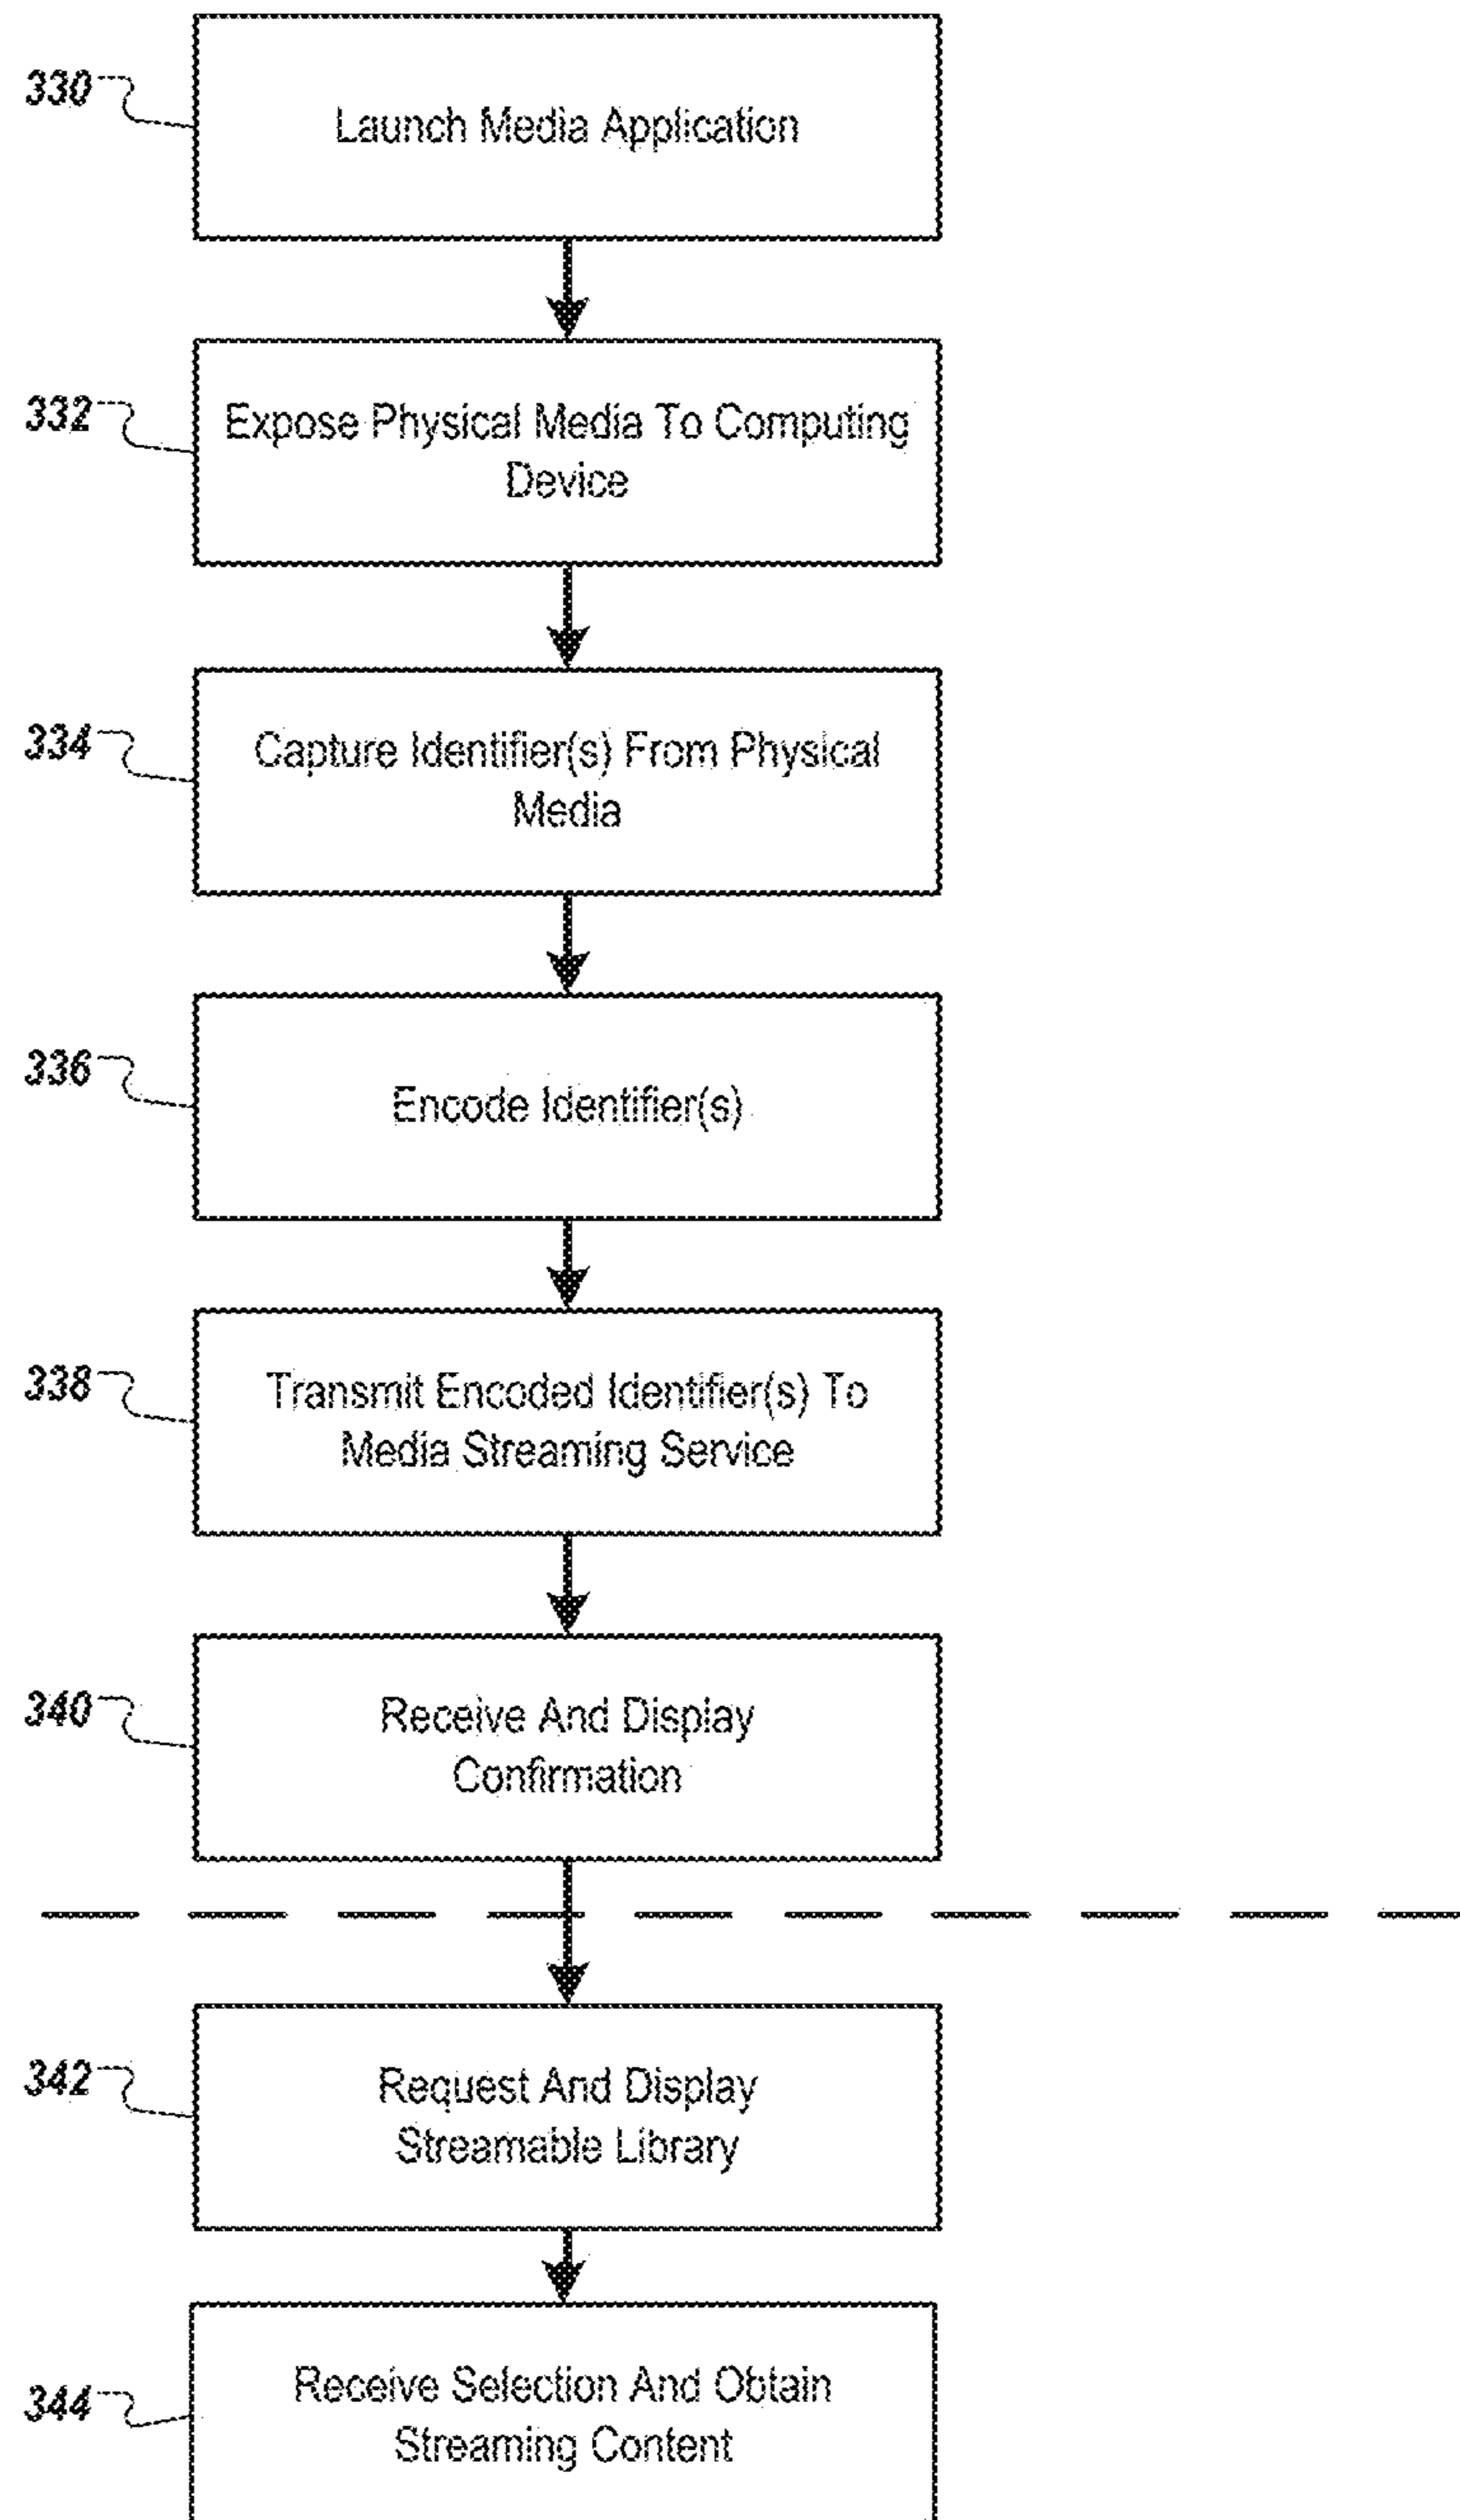 330
Launch Media Application
332
Expose Physical Media To Computing
Device
334
Capture Identifier(s) From Physical
Media
336
Encode Identifier(s)
338
Transmit Encoded Identifier(s) To
Media Streaming Service
340
Receive And Display
Confirmation
342
Request And Display
Streamable Library
344
Receive Selection And Obtain
Streaming Content